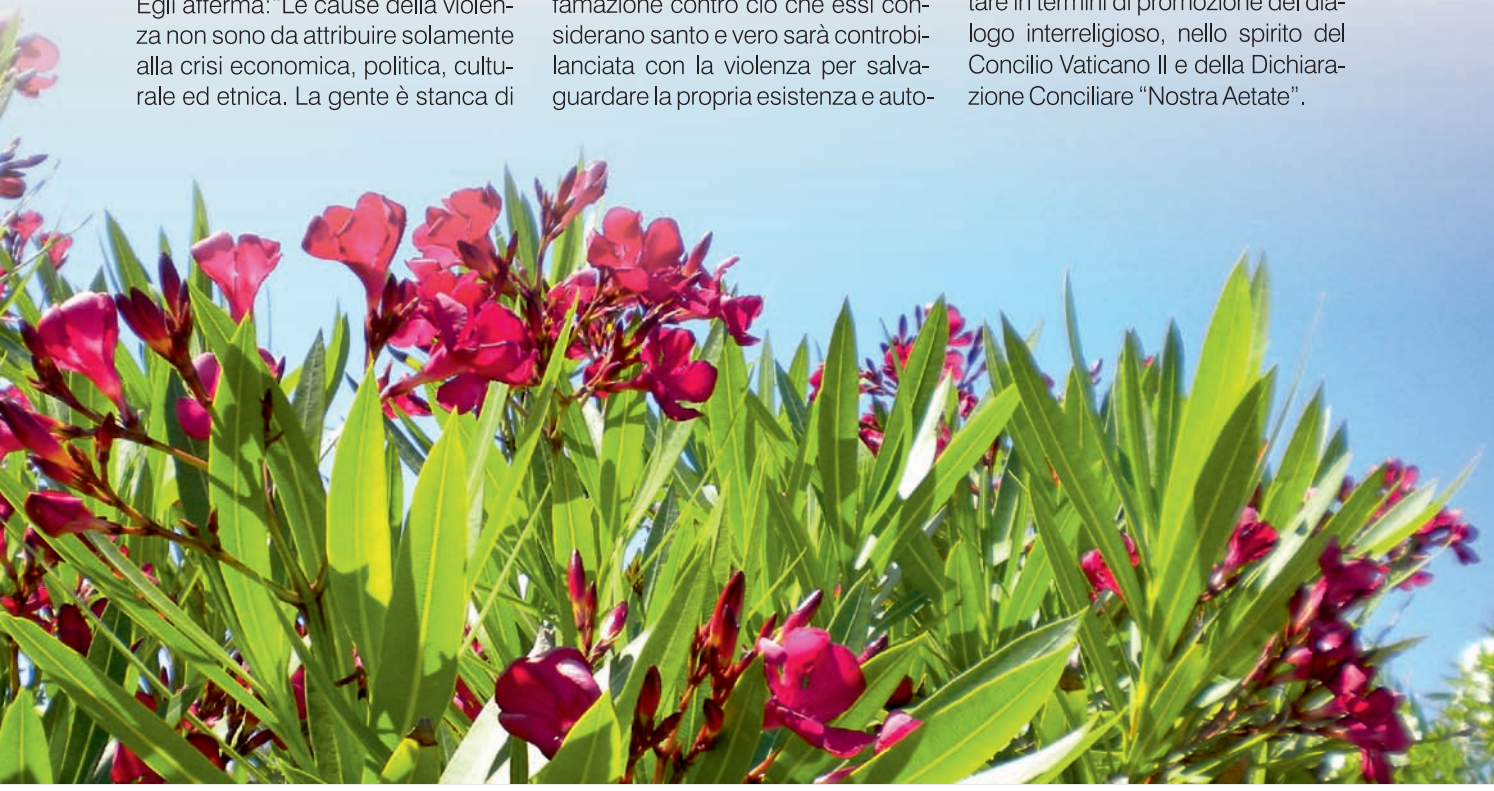 Egli afferma: “Le cause della violen-
za non sono da attribuire solamente
alla crisi economica, politica, cultu-
rale ed etnica. La gente è stanca di
famazione contro ciò che essi con-
siderano santo e vero sarà controbi-
lanciata con la violenza per salva-
guardare la propria esistenza e auto-
tare in termini di promozione del dia-
logo interreligioso, nello spirito del
Concilio Vaticano II e della Dichiara-
zione Conciliare “Nostra Aetate”.